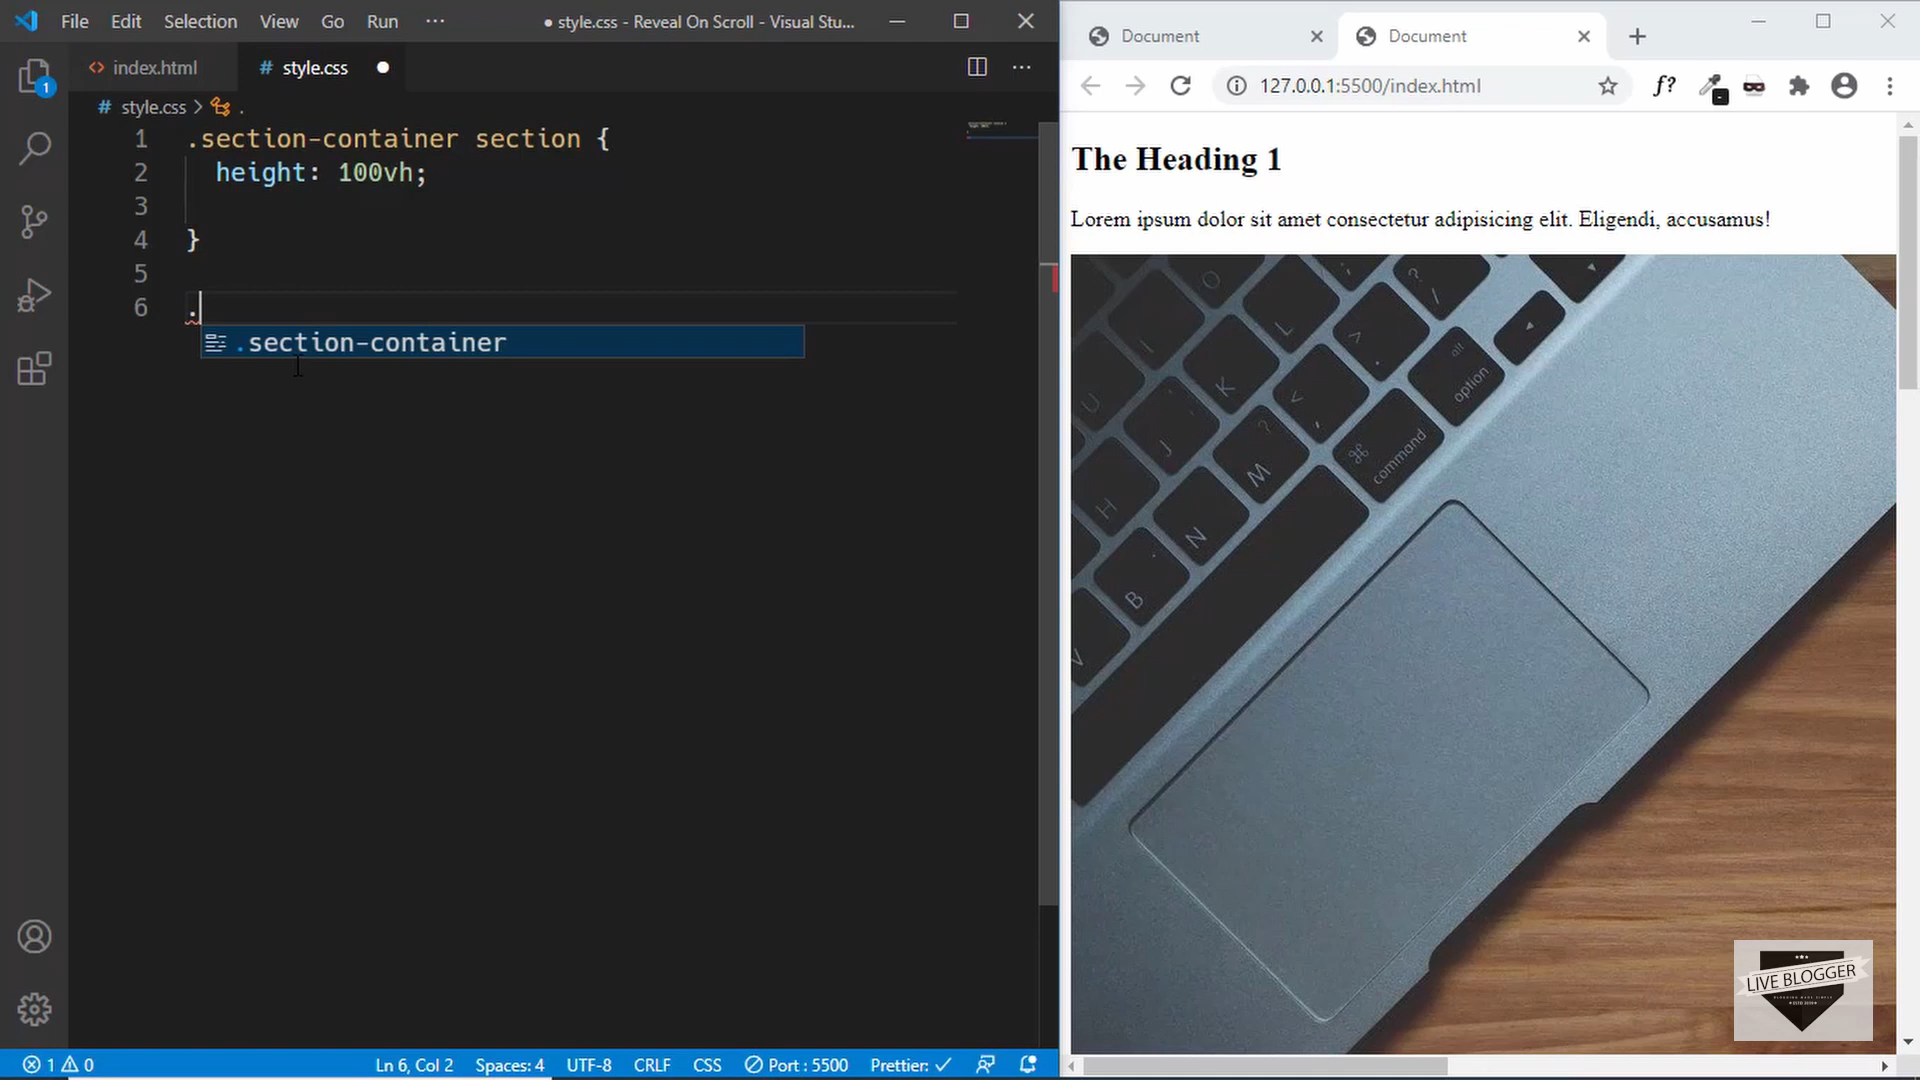 File Edit Selection View Go Run ···
● style.css - Reveal On Scroll - Visual Stu...
<> index.html
# style.css ●
# style.css > .
1 .section-container section {
2 height: 100vh;
3
4 }
5
6 .
.section-container
1
1 0
Ln 6, Col 2 Spaces: 4 UTF-8 CRLF CSS Port : 5500 Prettier: ✓
Document
Document
127.0.0.1:5500/index.html
f?
The Heading 1
Lorem ipsum dolor sit amet consectetur adipisicing elit. Eligendi, accusamus!
O
?
/
L
>
.
alt
option
U
K
<
,
J
?
M
⌘
command
H
N
B
V
LIVE BLOGGER